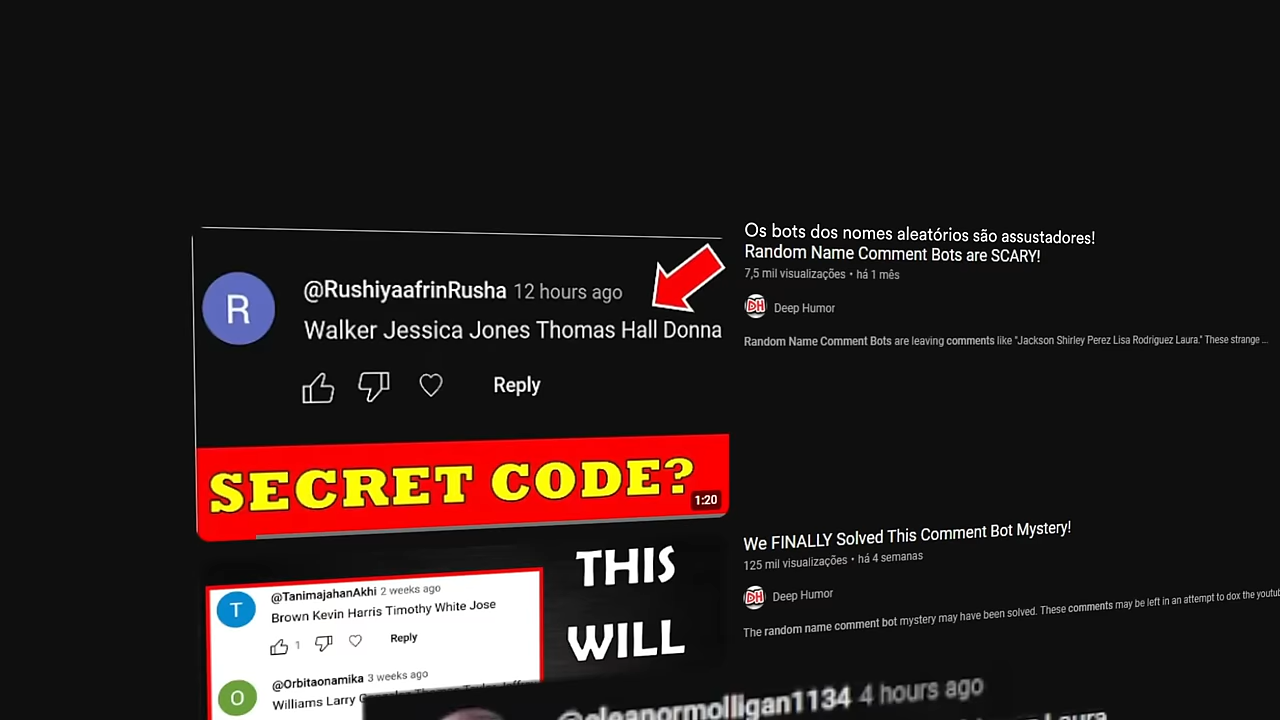 Os bots dos nomes aleatórios são assustadores!
Random Name Comment Bots are SCARY!
7,5 mil visualizações • há 1 mês
DH Deep Humor
Random Name Comment Bots are leaving comments like "Jackson Shirley Perez Lisa Rodriguez Laura." These strange ...
R
@RushiyaafrinRusha 12 hours ago
Walker Jessica Jones Thomas Hall Donna
Reply
SECRET CODE?
1:20
We FINALLY Solved This Comment Bot Mystery!
125 mil visualizações • há 4 semanas
DH Deep Humor
The random name comment bot mystery may have been solved. These comments may be left in an attempt to dox the
THIS
WILL
T
@TanimajahanAkhi 2 weeks ago
Brown Kevin Harris Timothy White Jose
1 Reply
O
@Orbitaonamika 3 weeks ago
Williams Larry
@eleanormolligan1134 4 hours ago
Laura